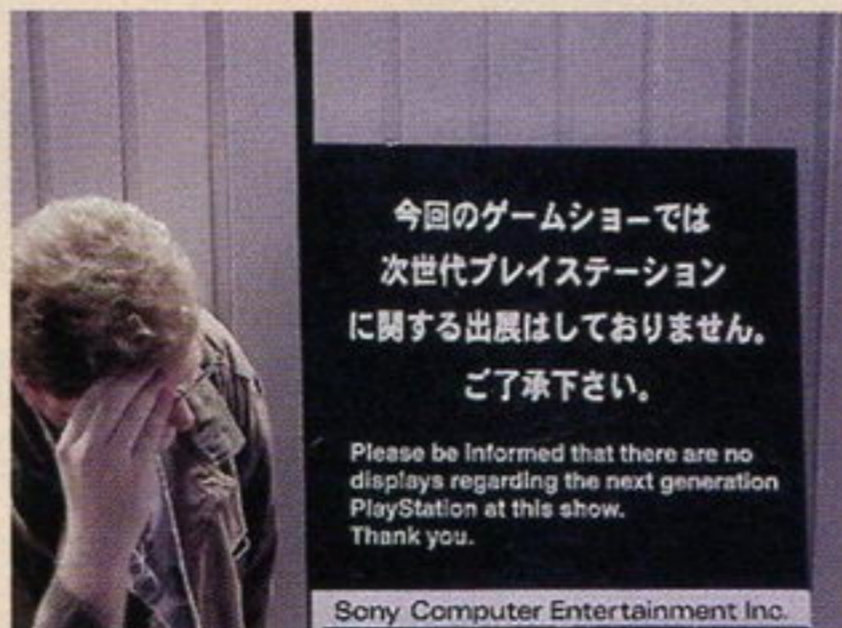 今回のゲームショーでは
次世代プレイステーション
に関する出展はしておりません。
ご了承下さい。
Please be informed that there are no
displays regarding the next generation
PlayStation at this show.
Thank you.
Sony Computer Entertainment Inc.